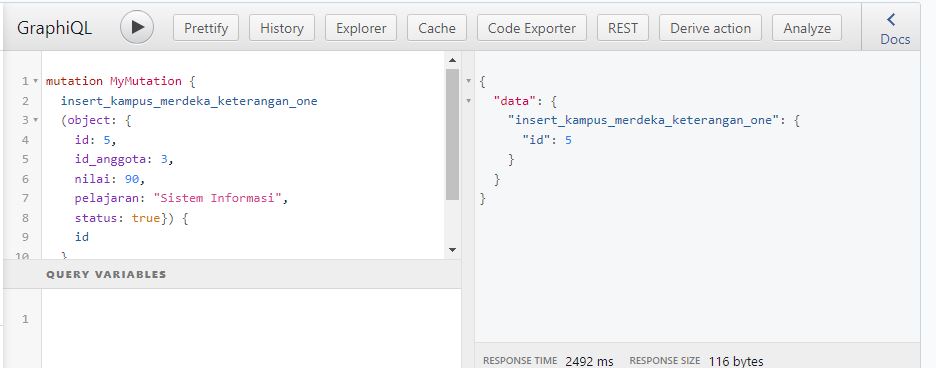 GraphiQL Prettify History Explorer Cache Code Exporter REST Derive action Analyze Docs
1 mutation MyMutation {
2 insert_kampus_merdeka_keterangan_one
3 (object: {
4 id: 5,
5 id_anggota: 3,
6 nilai: 90,
7 pelajaran: "Sistem Informasi",
8 status: true}) {
9 id
10 }
QUERY VARIABLES
1
{
"data": {
"insert_kampus_merdeka_keterangan_one": {
"id": 5
}
}
}
RESPONSE TIME 2492 ms RESPONSE SIZE 116 bytes